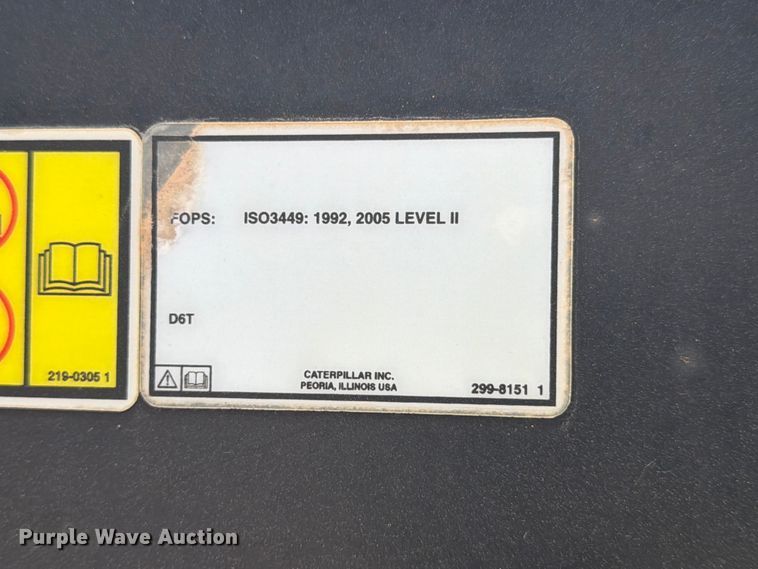 FOPS: ISO3449: 1992, 2005 LEVEL II
D6T
219-0305 1
CATERPILLAR INC.
PEORIA, ILLINOIS USA
299-8151 1
Purple Wave Auction